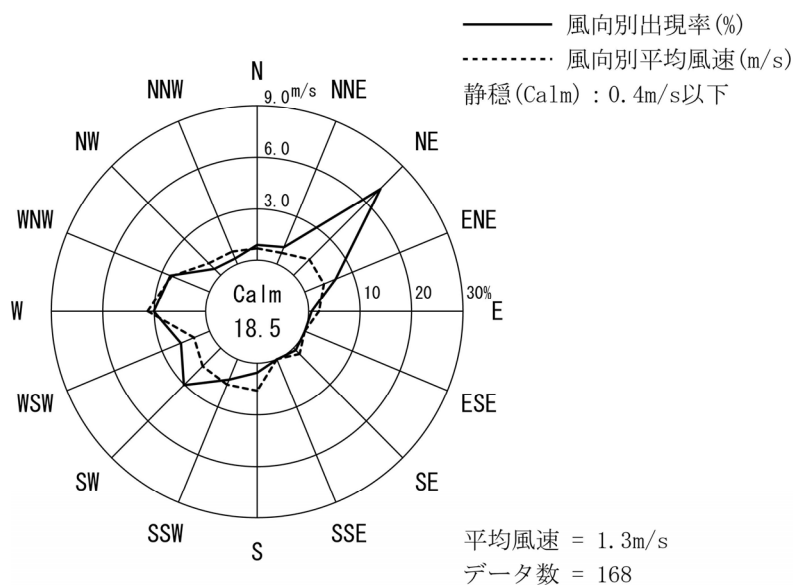 風向別出現率(%)
風向別平均風速(m/s)
静穏(Calm) : 0.4m/s以下
N
NNW
NNE
9.0m/s
NW
NE
6.0
WNW
ENE
3.0
W
Calm
18.5
10
20
30%
E
WSW
ESE
SW
SE
SSW
SSE
S
平均風速 = 1.3m/s
データ数 = 168